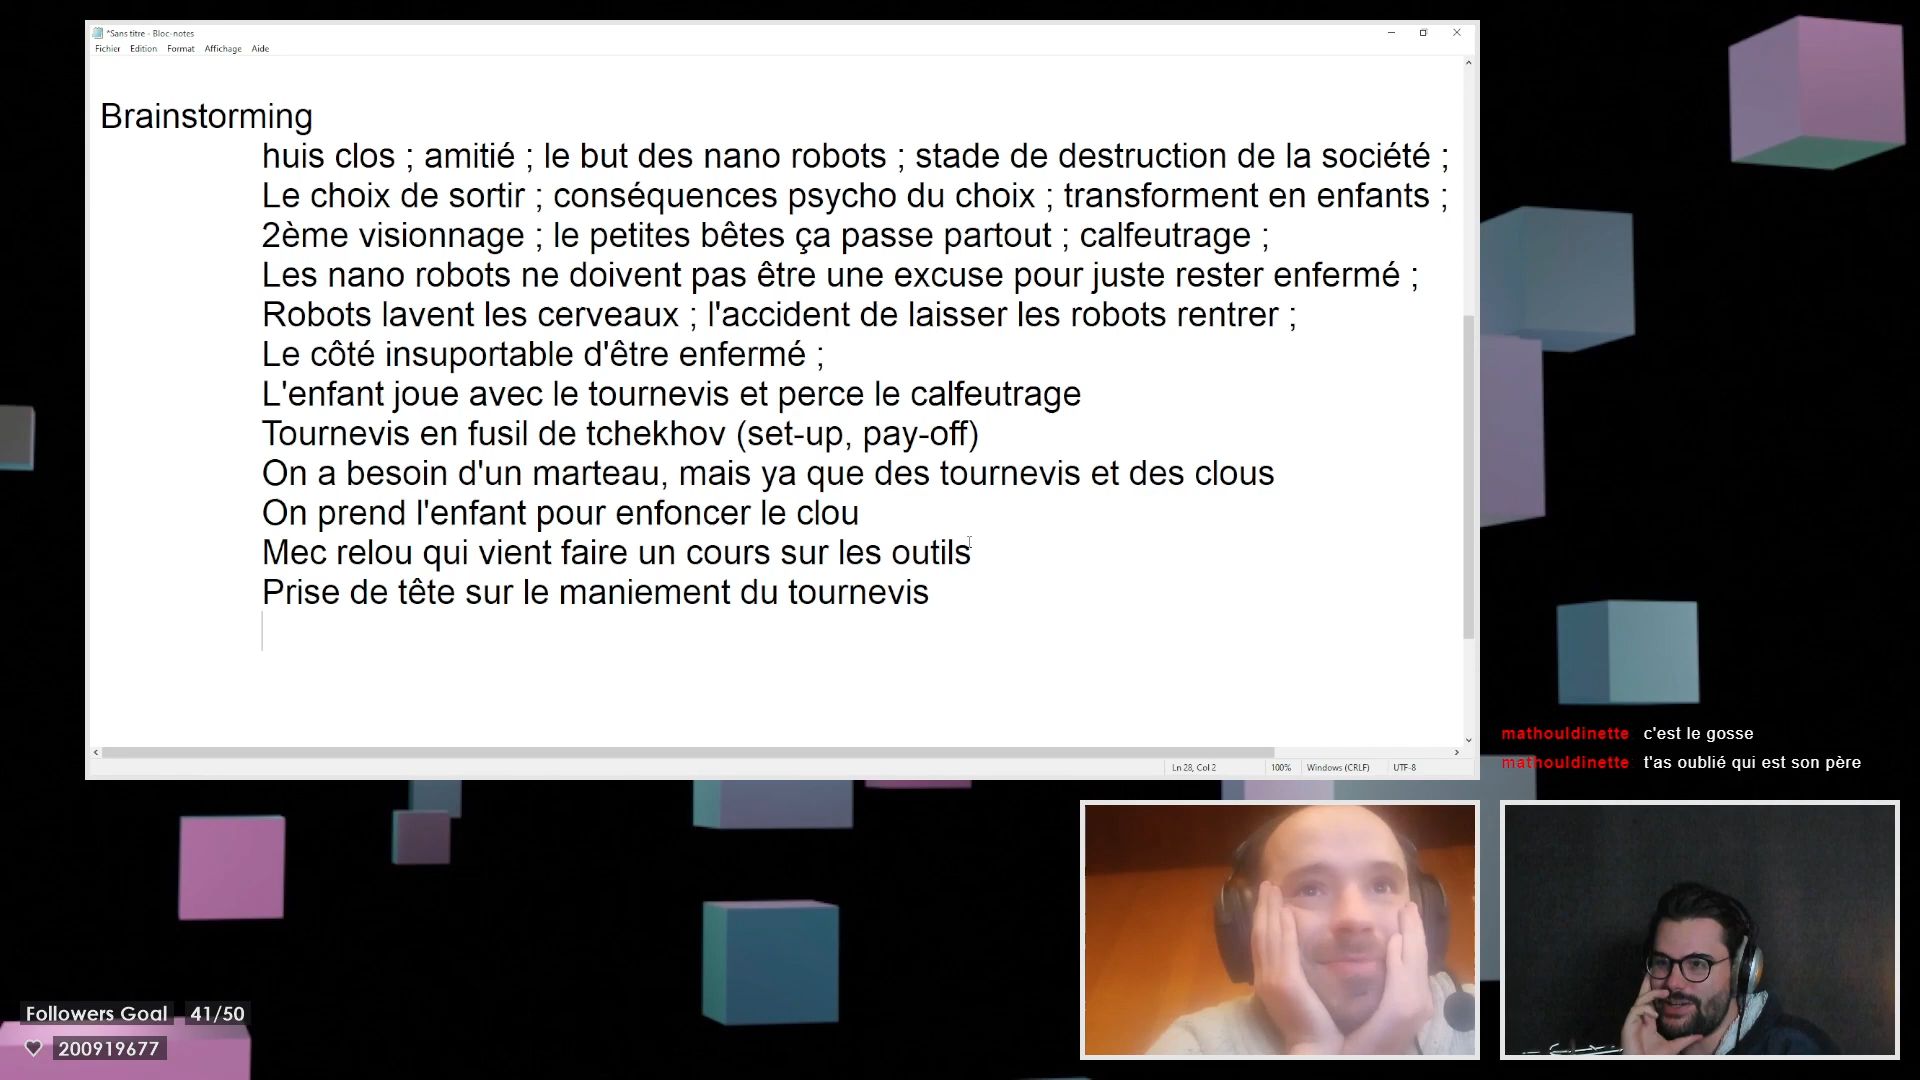 *Sans titre - Bloc-notes
Fichier Edition Format Affichage Aide
Brainstorming
huis clos ; amitié ; le but des nano robots ; stade de destruction de la société ;
Le choix de sortir ; conséquences psycho du choix ; transforment en enfants ;
2ème visionnage ; le petites bêtes ça passe partout ; calfeutrage ;
Les nano robots ne doivent pas être une excuse pour juste rester enfermé ;
Robots lavent les cerveaux ; l'accident de laisser les robots rentrer ;
Le côté insuportable d'être enfermé ;
L'enfant joue avec le tournevis et perce le calfeutrage
Tournevis en fusil de tchekhov (set-up, pay-off)
On a besoin d'un marteau, mais ya que des tournevis et des clous
On prend l'enfant pour enfoncer le clou
Mec relou qui vient faire un cours sur les outils
Prise de tête sur le maniement du tournevis
Ln 28, Col 2 100% Windows (CRLF) UTF-8
mathouldinette c'est le gosse
mathouldinette t'as oublié qui est son père
Followers Goal 41/50
200919677